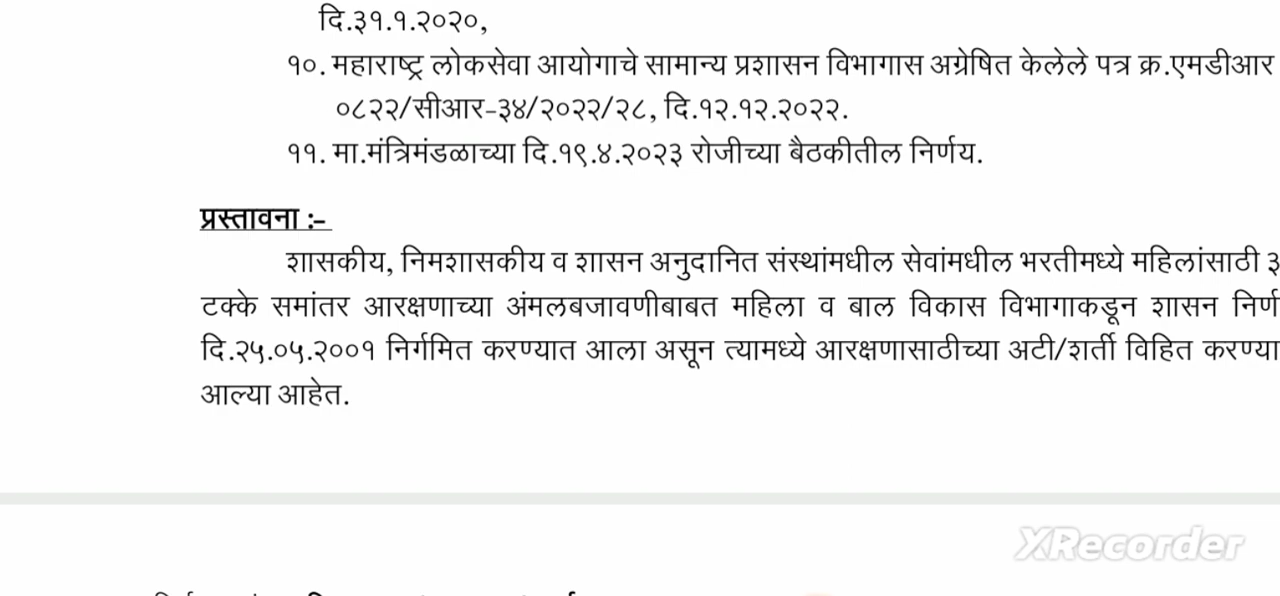 दि.३१.१.२०२०,
१०. महाराष्ट्र लोकसेवा आयोगाचे सामान्य प्रशासन विभागास अग्रेषित केलेले पत्र क्र.एमडीआर
०८२२/सीआर-३४/२०२२/२८, दि.१२.१२.२०२२.
११. मा.मंत्रिमंडळाच्या दि.१९.४.२०२३ रोजीच्या बैठकीतील निर्णय.
प्रस्तावना :-
शासकीय, निमशासकीय व शासन अनुदानित संस्थांमधील सेवांमधील भरतीमध्ये महिलांसाठी ३
टक्के समांतर आरक्षणाच्या अंमलबजावणीबाबत महिला व बाल विकास विभागाकडून शासन निर्ण
दि.२५.०५.२००१ निर्गमित करण्यात आला असून त्यामध्ये आरक्षणासाठीच्या अटी/शर्ती विहित करण्या
आल्या आहेत.
XRecorder